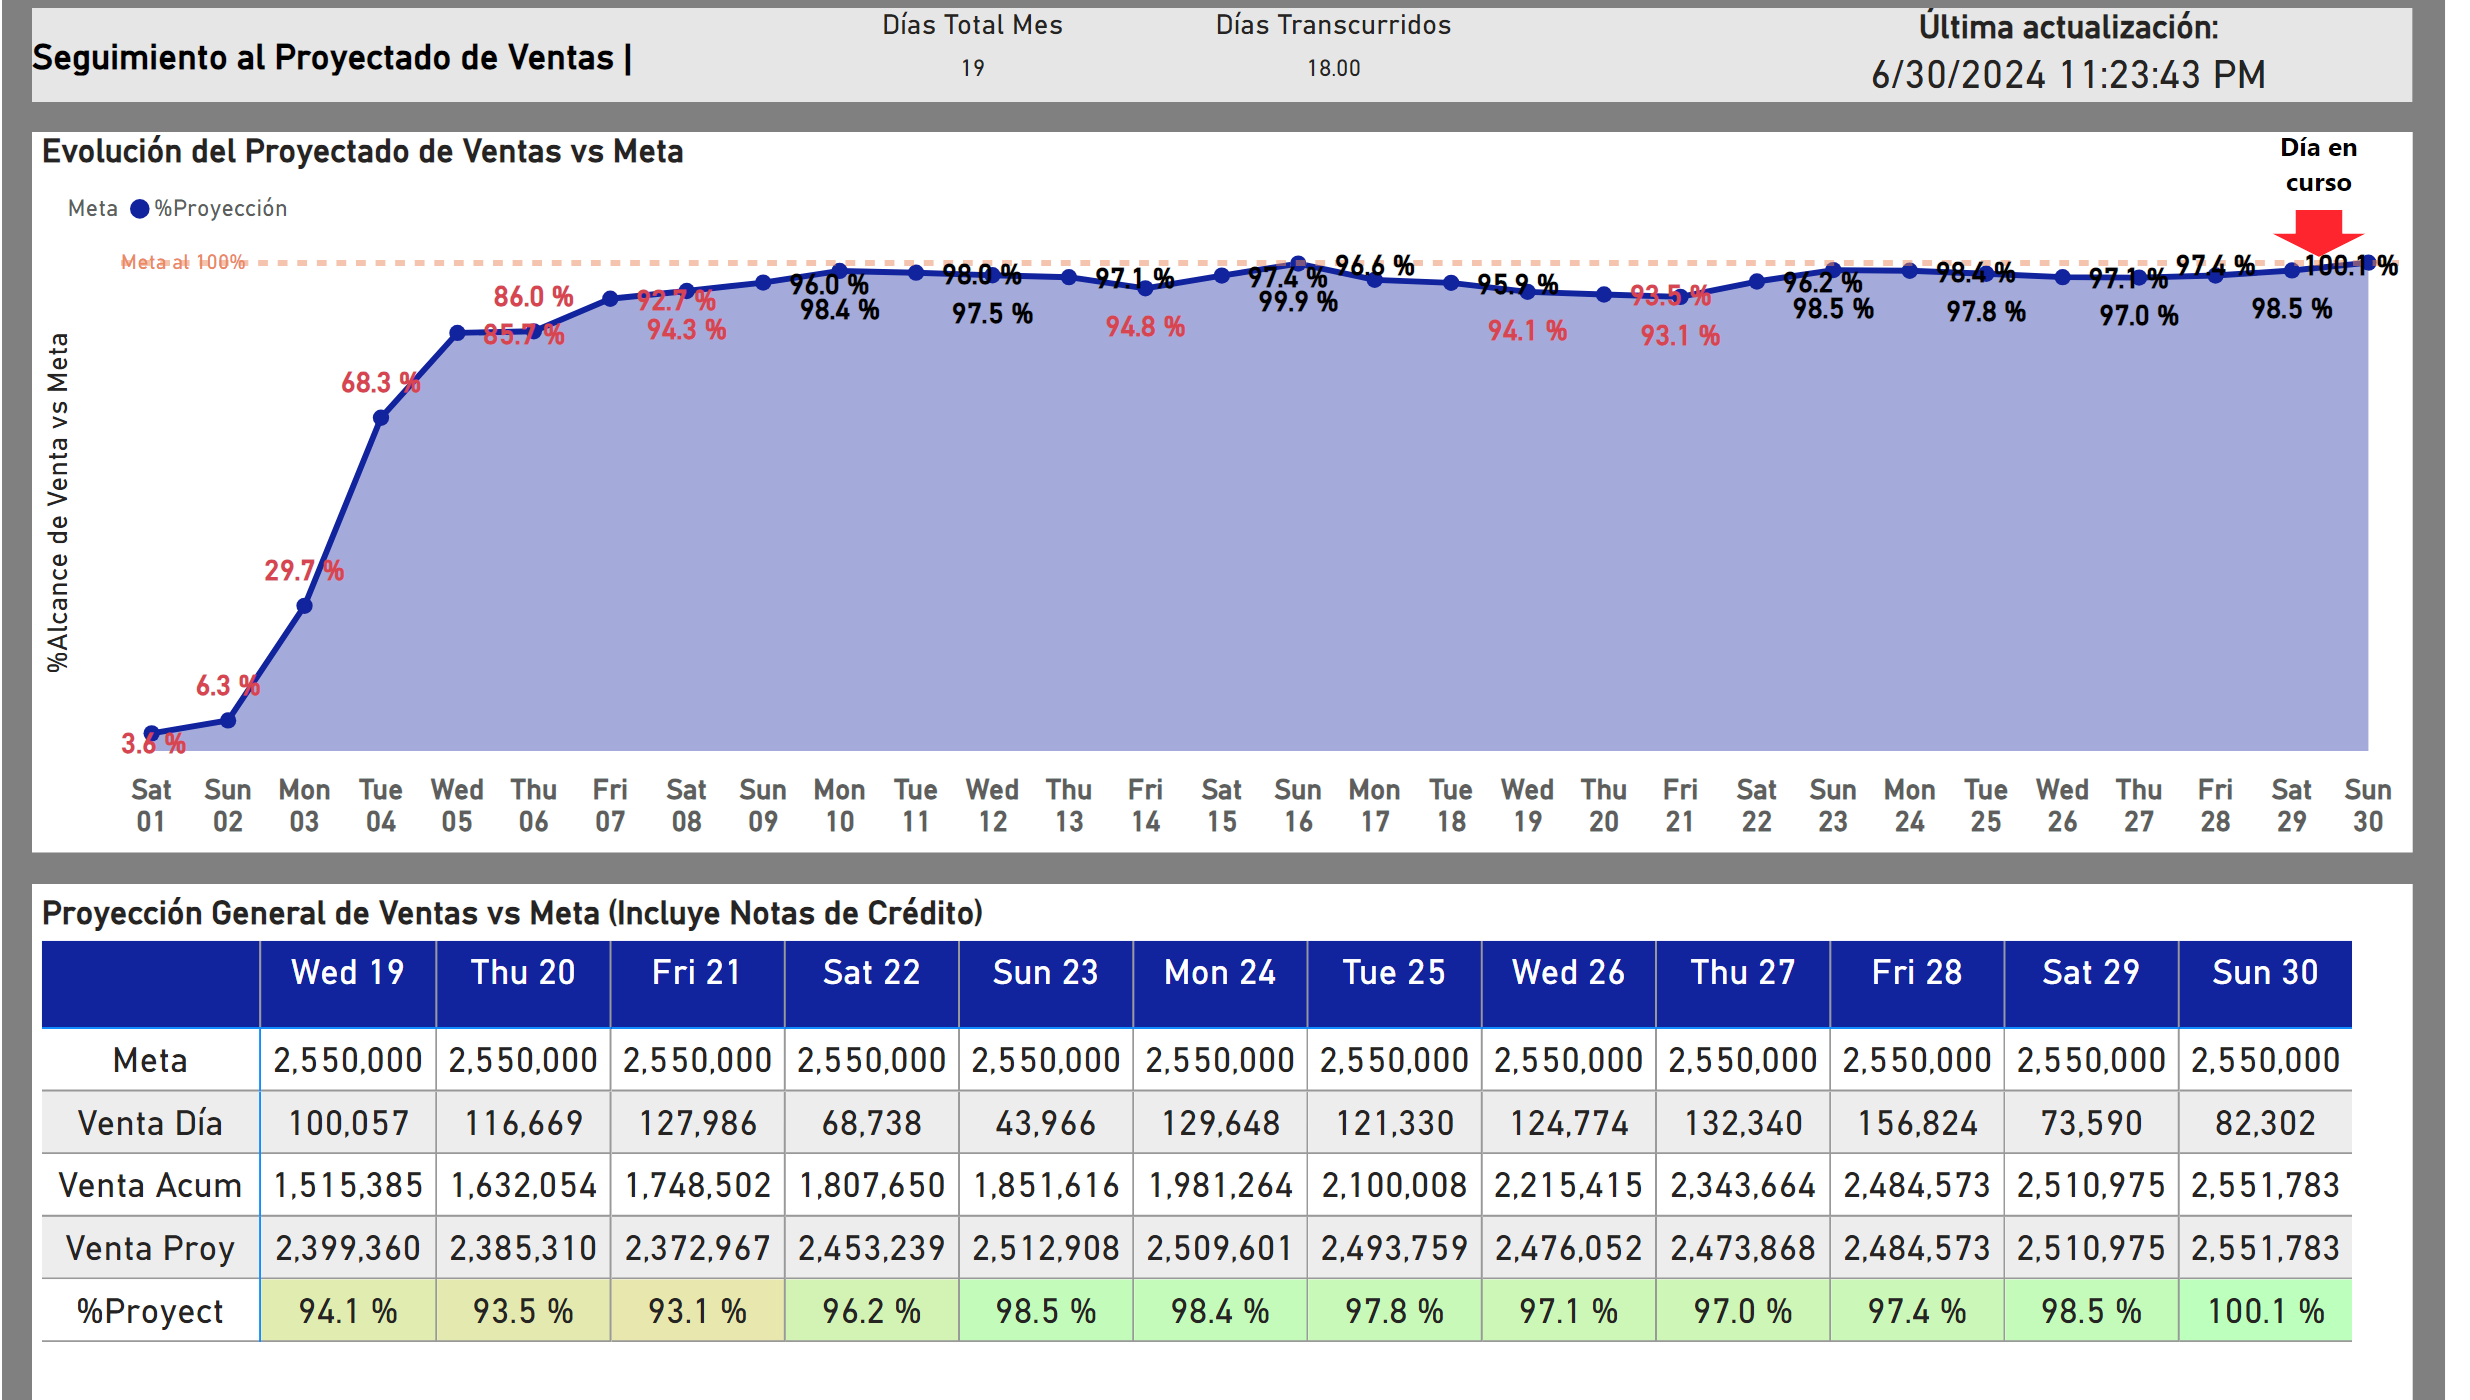 Seguimiento al Proyectado de Ventas |
Días Total Mes
19
Días Transcurridos
18.00
Última actualización:
6/30/2024 11:23:43 PM
Evolución del Proyectado de Ventas vs Meta
Día en
curso
Meta %Proyección
Meta al 100%
%Alcance de Venta vs Meta
3.6 %
6.3 %
29.7 %
68.3 %
85.7 %
86.0 %
92.7 %
94.3 %
96.0 %
98.4 %
98.0 %
97.5 %
97.1 %
94.8 %
97.4 %
99.9 %
96.6 %
95.9 %
94.1 %
93.5 %
93.1 %
96.2 %
98.5 %
98.4 %
97.8 %
97.1 %
97.0 %
97.4 %
98.5 %
100.1 %
Sat Sun Mon Tue Wed Thu Fri Sat Sun Mon Tue Wed Thu Fri Sat Sun Mon Tue Wed Thu Fri Sat Sun Mon Tue Wed Thu Fri Sat Sun
01 02 03 04 05 06 07 08 09 10 11 12 13 14 15 16 17 18 19 20 21 22 23 24 25 26 27 28 29 30
Proyección General de Ventas vs Meta (Incluye Notas de Crédito)
Wed 19 Thu 20 Fri 21 Sat 22 Sun 23 Mon 24 Tue 25 Wed 26 Thu 27 Fri 28 Sat 29 Sun 30
Meta 2,550,000 2,550,000 2,550,000 2,550,000 2,550,000 2,550,000 2,550,000 2,550,000 2,550,000 2,550,000 2,550,000 2,550,000
Venta Día 100,057 116,669 127,986 68,738 43,966 129,648 121,330 124,774 132,340 156,824 73,590 82,302
Venta Acum 1,515,385 1,632,054 1,748,502 1,807,650 1,851,616 1,981,264 2,100,008 2,215,415 2,343,664 2,484,573 2,510,975 2,551,783
Venta Proy 2,399,360 2,385,310 2,372,967 2,453,239 2,512,908 2,509,601 2,493,759 2,476,052 2,473,868 2,484,573 2,510,975 2,551,783
%Proyect 94.1 % 93.5 % 93.1 % 96.2 % 98.5 % 98.4 % 97.8 % 97.1 % 97.0 % 97.4 % 98.5 % 100.1 %